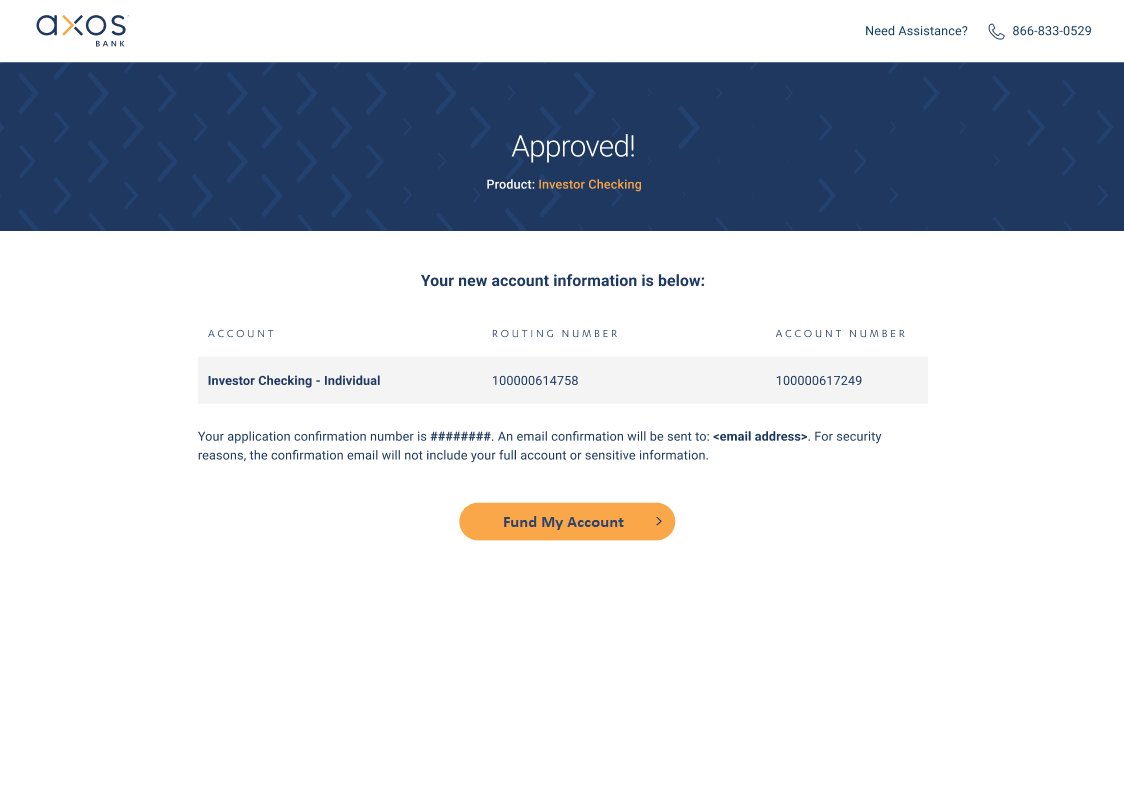 axos
BANK
Need Assistance? 866-833-0529
Approved!
Product: Investor Checking
Your new account information is below:
ACCOUNT ROUTING NUMBER ACCOUNT NUMBER
Investor Checking - Individual 100000614758 100000617249
Your application confirmation number is ########. An email confirmation will be sent to: <email address>. For security
reasons, the confirmation email will not include your full account or sensitive information.
Fund My Account